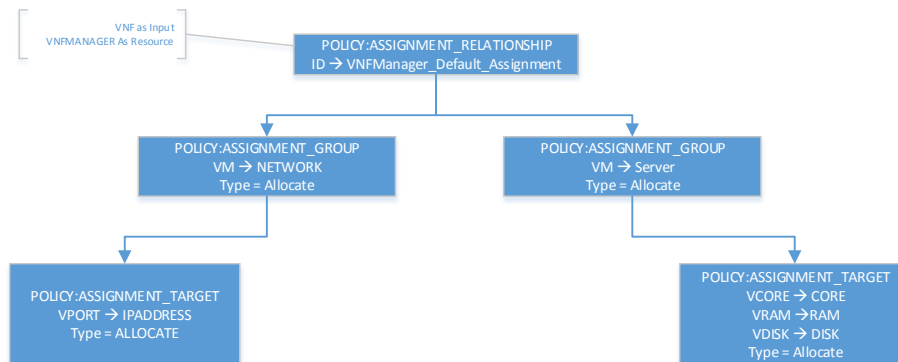 VNF as Input
VNFMANAGER As Resource
POLICY:ASSIGNMENT_RELATIONSHIP
ID → VNFManager_Default_Assignment
POLICY:ASSIGNMENT_GROUP
VM → NETWORK
Type = Allocate
POLICY:ASSIGNMENT_GROUP
VM → Server
Type = Allocate
POLICY:ASSIGNMENT_TARGET
VPORT → IPADDRESS
Type = ALLOCATE
POLICY:ASSIGNMENT_TARGET
VCORE → CORE
VRAM →RAM
VDISK → DISK
Type = Allocate